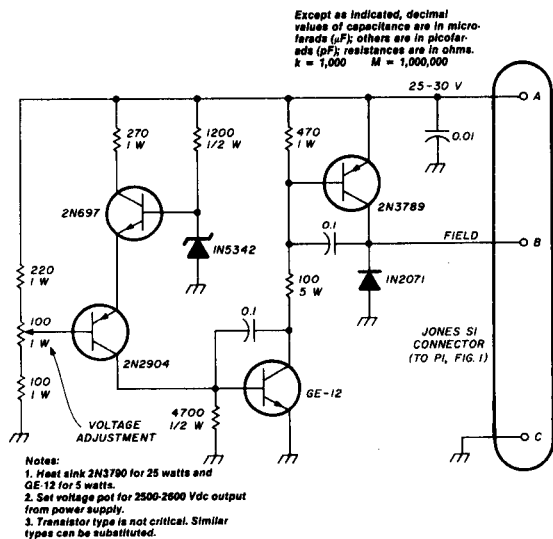 Except as indicated, decimal
values of capacitance are in micro-
farads (µF); others are in picofar-
ads (pF); resistances are in ohms.
k = 1,000 M = 1,000,000
25-30 V
A
0.01
270
1 W
1200
1/2 W
470
1 W
2N697
2N3789
1N5342
0.1
FIELD
B
220
1 W
100
5 W
1N2071
100
1 W
2N2904
0.1
JONES S1
CONNECTOR
(TO P1, FIG. 1)
100
1 W
GE-12
VOLTAGE
ADJUSTMENT
4700
1/2 W
C
Notes:
1. Heat sink 2N3790 for 25 watts and
GE-12 for 5 watts.
2. Set voltage pot for 2500-2600 Vdc output
from power supply.
3. Transistor type is not critical. Similar
types can be substituted.